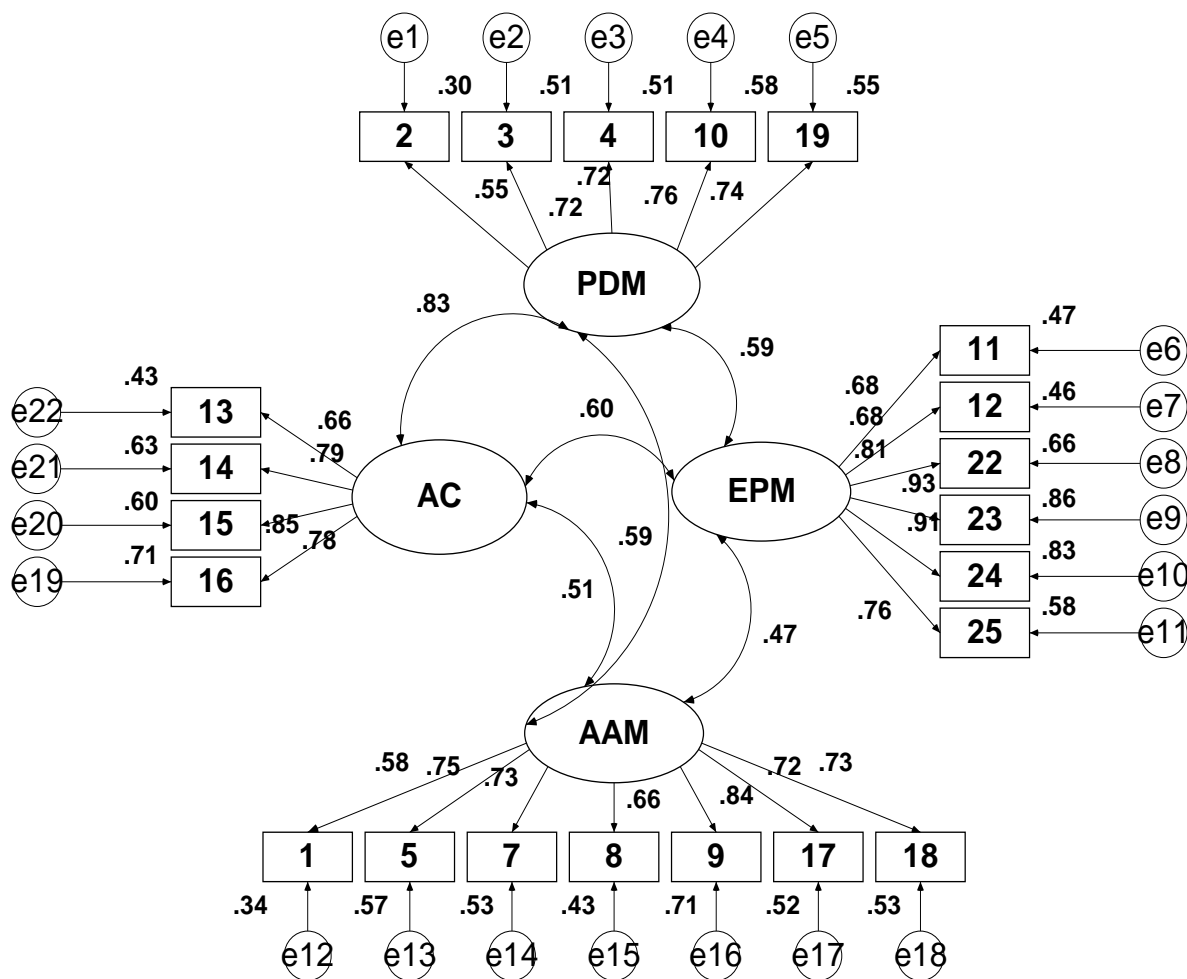 e1 e2 e3 e4 e5
.30 .51 .51 .58 .55
2 3 4 10 19
.55 .72 .72 .76 .74
PDM
.83 .59
11 .47 e6
.68
12 .46 e7
.68
22 .66 e8
.81
23 .86 e9
.93
24 .83 e10
.91
25 .58 e11
.76
EPM
.60
e22 .43 13 .66
e21 .63 14 .79
e20 .60 15 .85
e19 .71 16 .78
AC
.59
.51
.47
AAM
.58 .75 .73 .66 .84 .72 .73
1 5 7 8 9 17 18
.34 .57 .53 .43 .71 .52 .53
e12 e13 e14 e15 e16 e17 e18